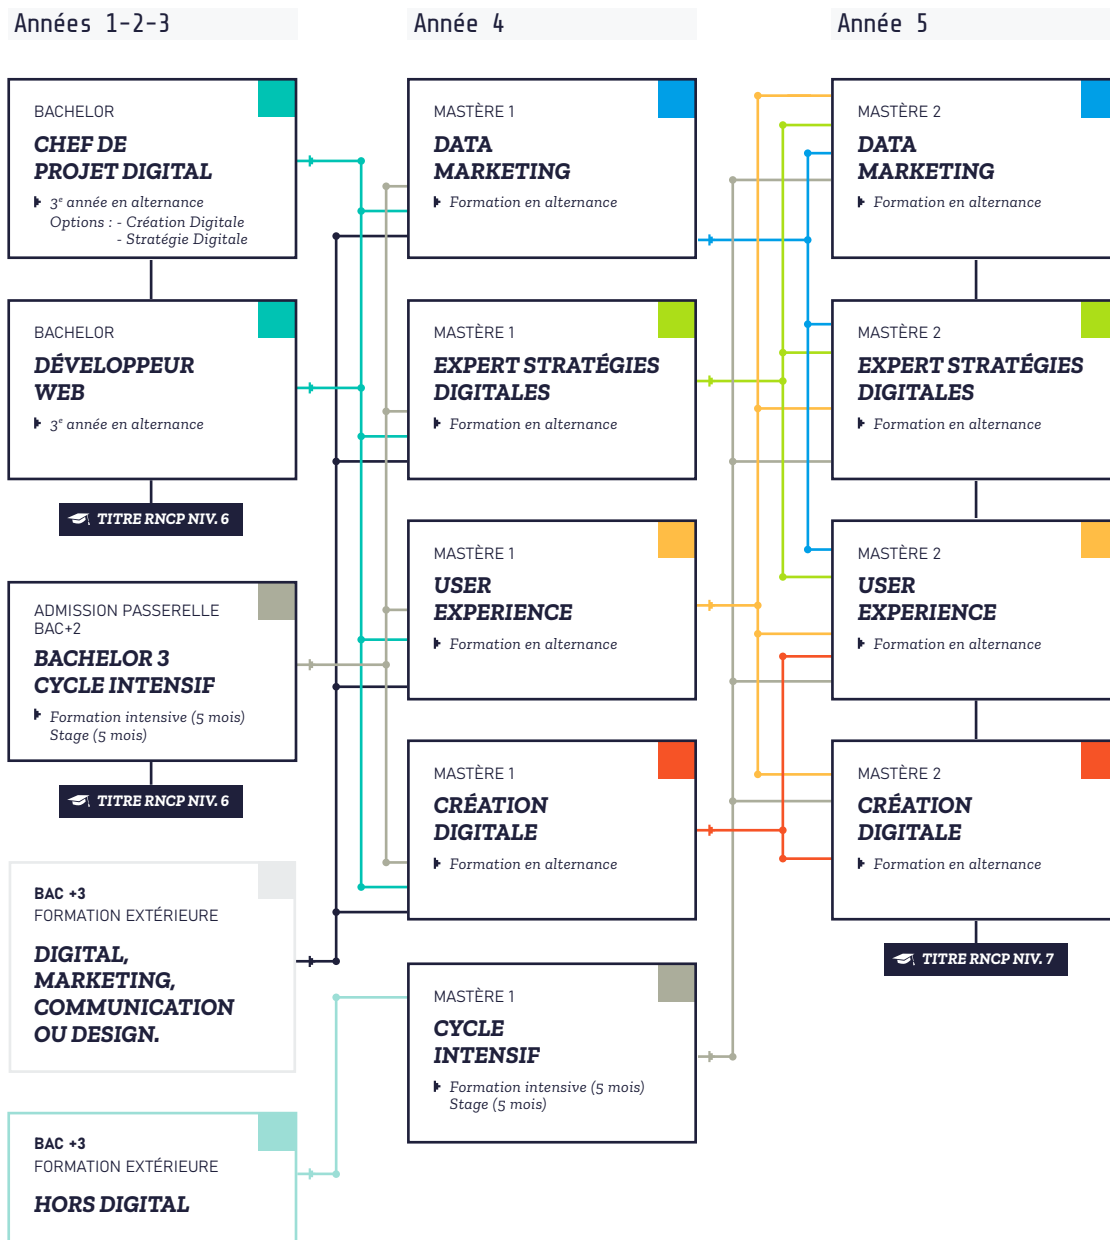 Années 1-2-3
BACHELOR
CHEF DE
PROJET DIGITAL
3e année en alternance
Options : - Création Digitale
- Stratégie Digitale
BACHELOR
DÉVELOPPEUR
WEB
3e année en alternance
TITRE RNCP NIV. 6
ADMISSION PASSERELLE
BAC+2
BACHELOR 3
CYCLE INTENSIF
Formation intensive (5 mois)
Stage (5 mois)
TITRE RNCP NIV. 6
BAC +3
FORMATION EXTÉRIEURE
DIGITAL,
MARKETING,
COMMUNICATION
OU DESIGN.
BAC +3
FORMATION EXTÉRIEURE
HORS DIGITAL
Année 4
MASTÈRE 1
DATA
MARKETING
Formation en alternance
MASTÈRE 1
EXPERT STRATÉGIES
DIGITALES
Formation en alternance
MASTÈRE 1
USER
EXPERIENCE
Formation en alternance
MASTÈRE 1
CRÉATION
DIGITALE
Formation en alternance
MASTÈRE 1
CYCLE
INTENSIF
Formation intensive (5 mois)
Stage (5 mois)
Année 5
MASTÈRE 2
DATA
MARKETING
Formation en alternance
MASTÈRE 2
EXPERT STRATÉGIES
DIGITALES
Formation en alternance
MASTÈRE 2
USER
EXPERIENCE
Formation en alternance
MASTÈRE 2
CRÉATION
DIGITALE
Formation en alternance
TITRE RNCP NIV. 7